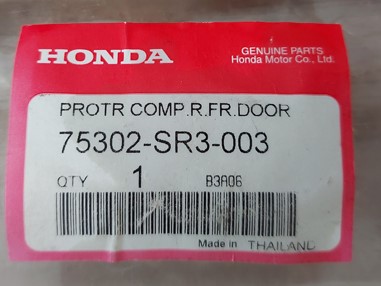 HONDA
GENUINE PARTS
Honda Motor Co., Ltd.
PROTR COMP.R.FR.DOOR
75302-SR3-003
QTY 1 B3A06
Made in THAILAND